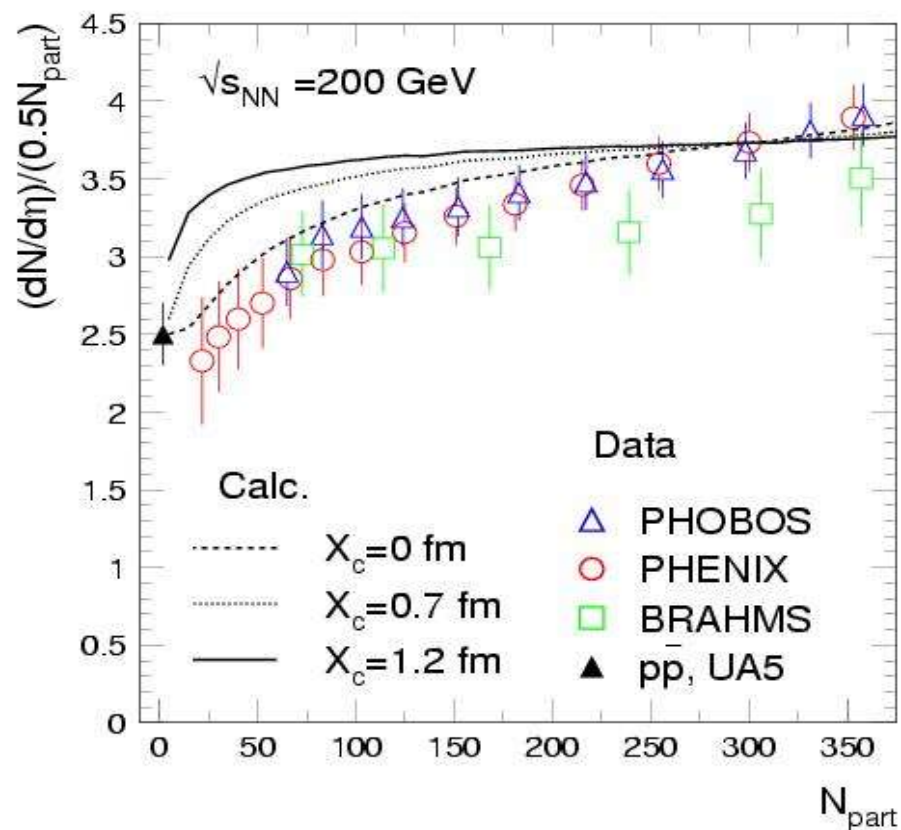 (dN/dη)/(0.5N_part)
4.5
4
3.5
3
2.5
2
1.5
1
0.5
0
√s_NN =200 GeV
Calc.
X_c=0 fm
X_c=0.7 fm
X_c=1.2 fm
Data
PHOBOS
PHENIX
BRAHMS
pp̄, UA5
0 50 100 150 200 250 300 350
N_part